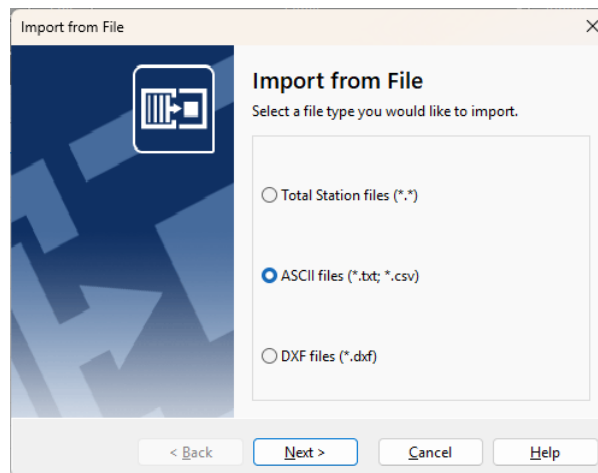 Import from File
Import from File
Select a file type you would like to import.
Total Station files (*.*)
ASCII files (*.txt; *.csv)
DXF files (*.dxf)
< Back
Next >
Cancel
Help